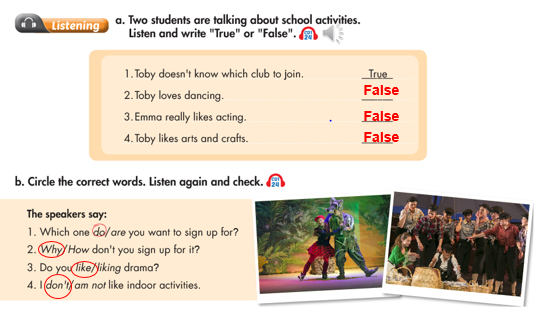 Listening
a. Two students are talking about school activities.
Listen and write "True" or "False". CD1 24
1. Toby doesn't know which club to join. True
2. Toby loves dancing. False
3. Emma really likes acting. False
4. Toby likes arts and crafts. False
b. Circle the correct words. Listen again and check. CD1 24
The speakers say:
1. Which one do/are you want to sign up for?
2. Why/How don't you sign up for it?
3. Do you like/liking drama?
4. I don't/am not like indoor activities.